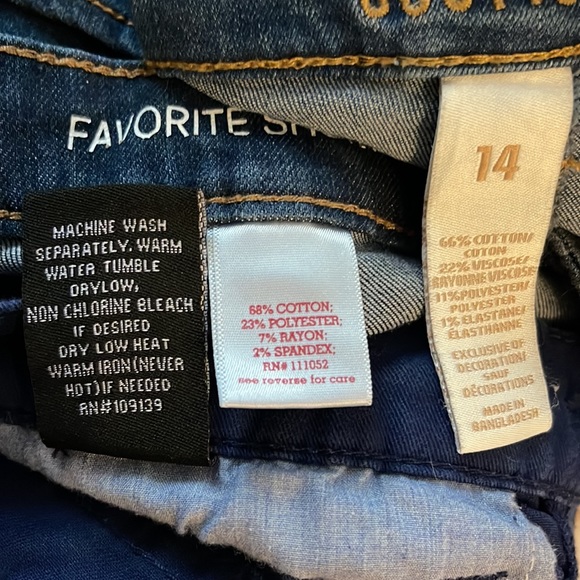 FAVORITE
MACHINE WASH
SEPARATELY. WARM
WATER TUMBLE
DRYLOW,
NON CHLORINE BLEACH
IF DESIRED
DRY LOW HEAT
WARM IRON(NEVER
HOT)IF NEEDED
RN#109139
68% COTTON;
23% POLYESTER;
7% RAYON;
2% SPANDEX;
RN# 111052
see reverse for care
14
66% COTTON/
COTON
22% VISCOSE/
RAYONNE VISCOSE
11%POLYESTER/
POLYESTER
1% ELASTANE/
ELASTHANNE
EXCLUSIVE OF
DECORATION/
SAUF
DÉCORATIONS
MADE IN
BANGLADESH